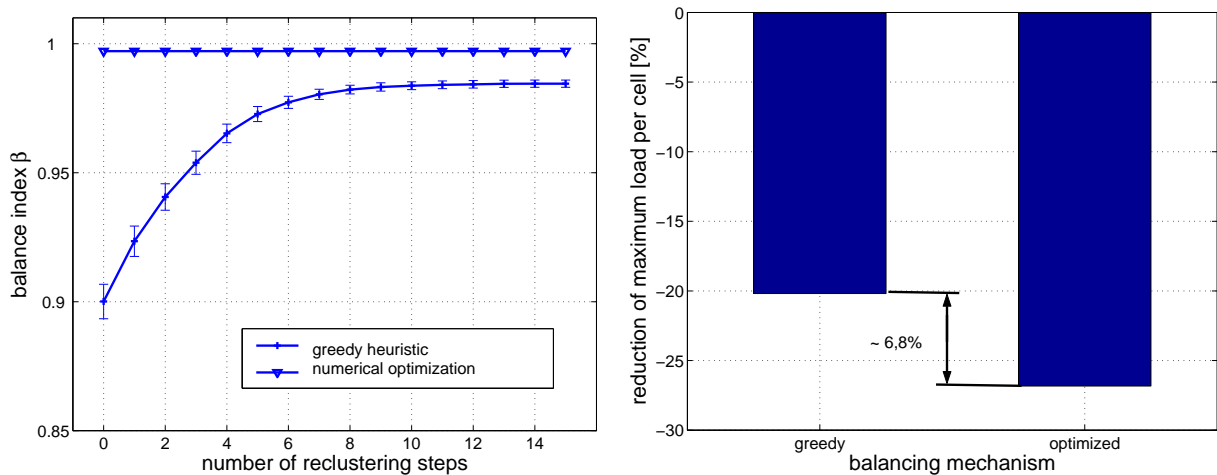 1
0.95
0.9
0.85
balance index β
0 2 4 6 8 10 12 14
number of reclustering steps
greedy heuristic
numerical optimization
0
−5
−10
−15
−20
−25
−30
reduction of maximum load per cell [%]
~ 6,8%
greedy optimized
balancing mechanism